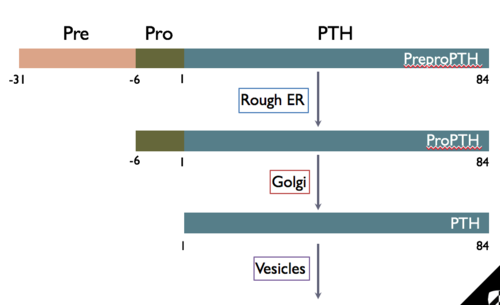 Pre Pro PTH
PreproPTH
-31 -6 1 84
Rough ER
ProPTH
-6 1 84
Golgi
PTH
1 84
Vesicles